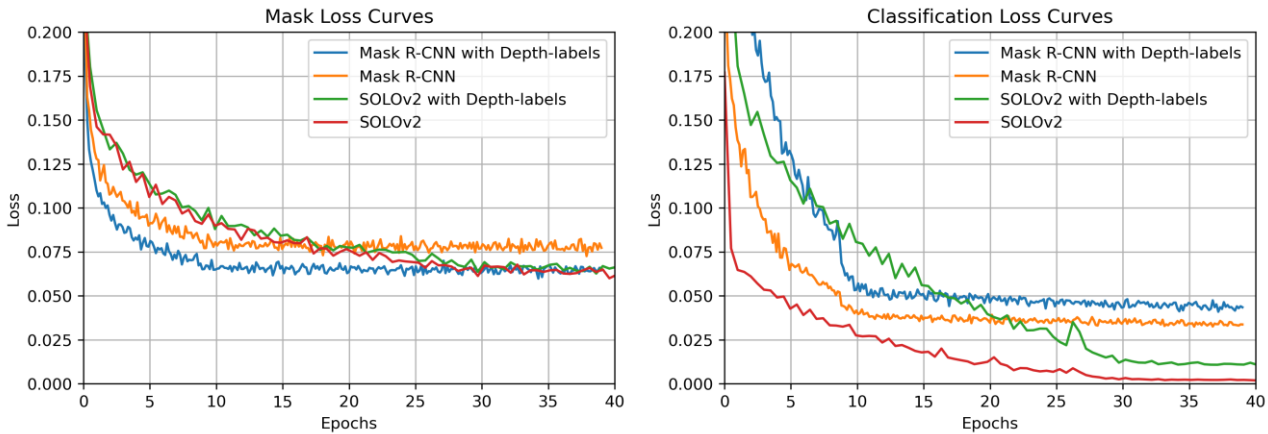 Mask Loss Curves
0.200
0.175
0.150
0.125
0.100
0.075
0.050
0.025
0.000
Loss
Mask R-CNN with Depth-labels
Mask R-CNN
SOLOv2 with Depth-labels
SOLOv2
0 5 10 15 20 25 30 35 40
Epochs
Classification Loss Curves
0.200
0.175
0.150
0.125
0.100
0.075
0.050
0.025
0.000
Loss
Mask R-CNN with Depth-labels
Mask R-CNN
SOLOv2 with Depth-labels
SOLOv2
0 5 10 15 20 25 30 35 40
Epochs